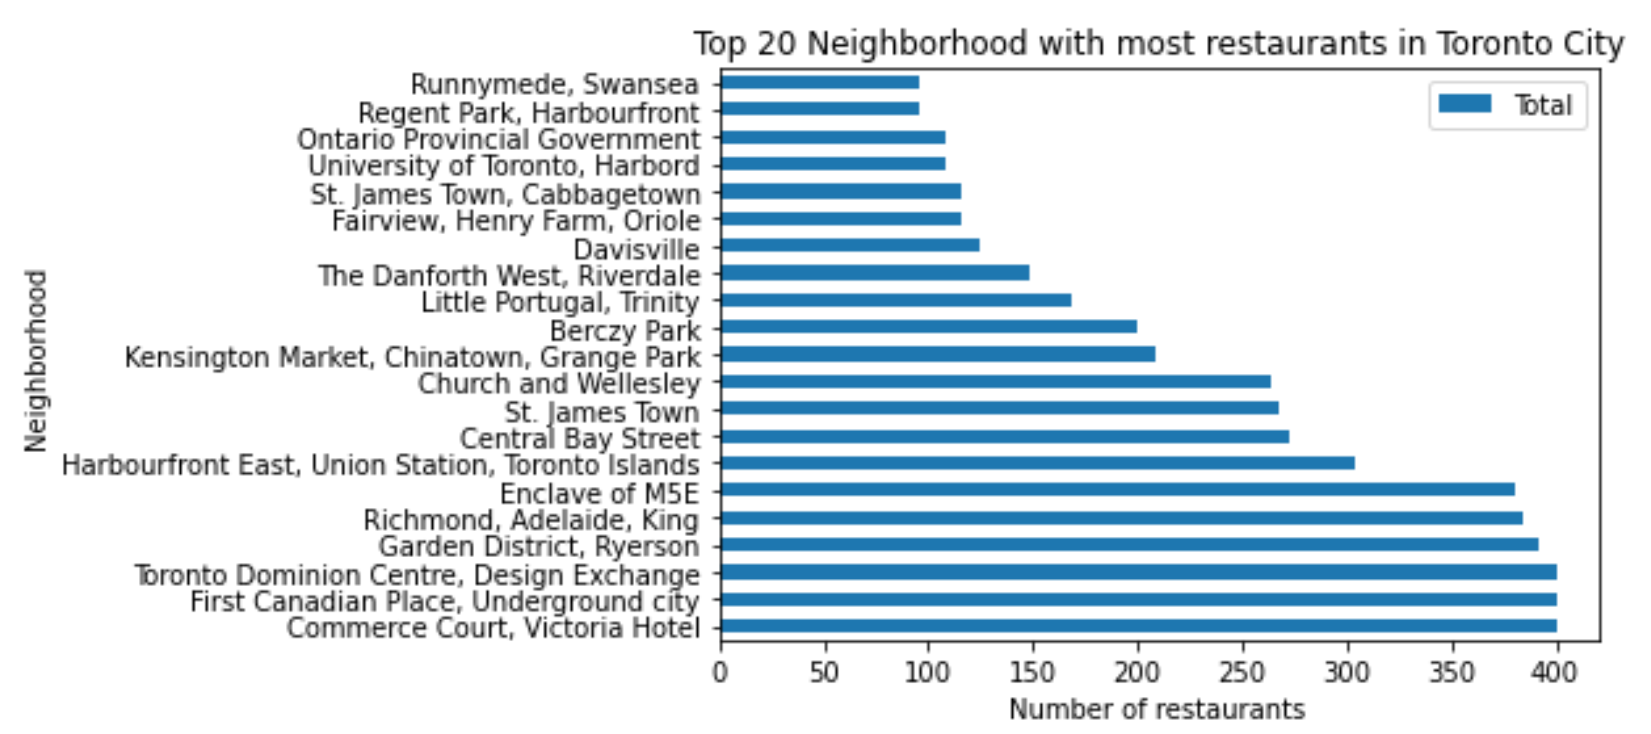 Top 20 Neighborhood with most restaurants in Toronto City
Total
Neighborhood
Runnymede, Swansea
Regent Park, Harbourfront
Ontario Provincial Government
University of Toronto, Harbord
St. James Town, Cabbagetown
Fairview, Henry Farm, Oriole
Davisville
The Danforth West, Riverdale
Little Portugal, Trinity
Berczy Park
Kensington Market, Chinatown, Grange Park
Church and Wellesley
St. James Town
Central Bay Street
Harbourfront East, Union Station, Toronto Islands
Enclave of M5E
Richmond, Adelaide, King
Garden District, Ryerson
Toronto Dominion Centre, Design Exchange
First Canadian Place, Underground city
Commerce Court, Victoria Hotel
0 50 100 150 200 250 300 350 400
Number of restaurants